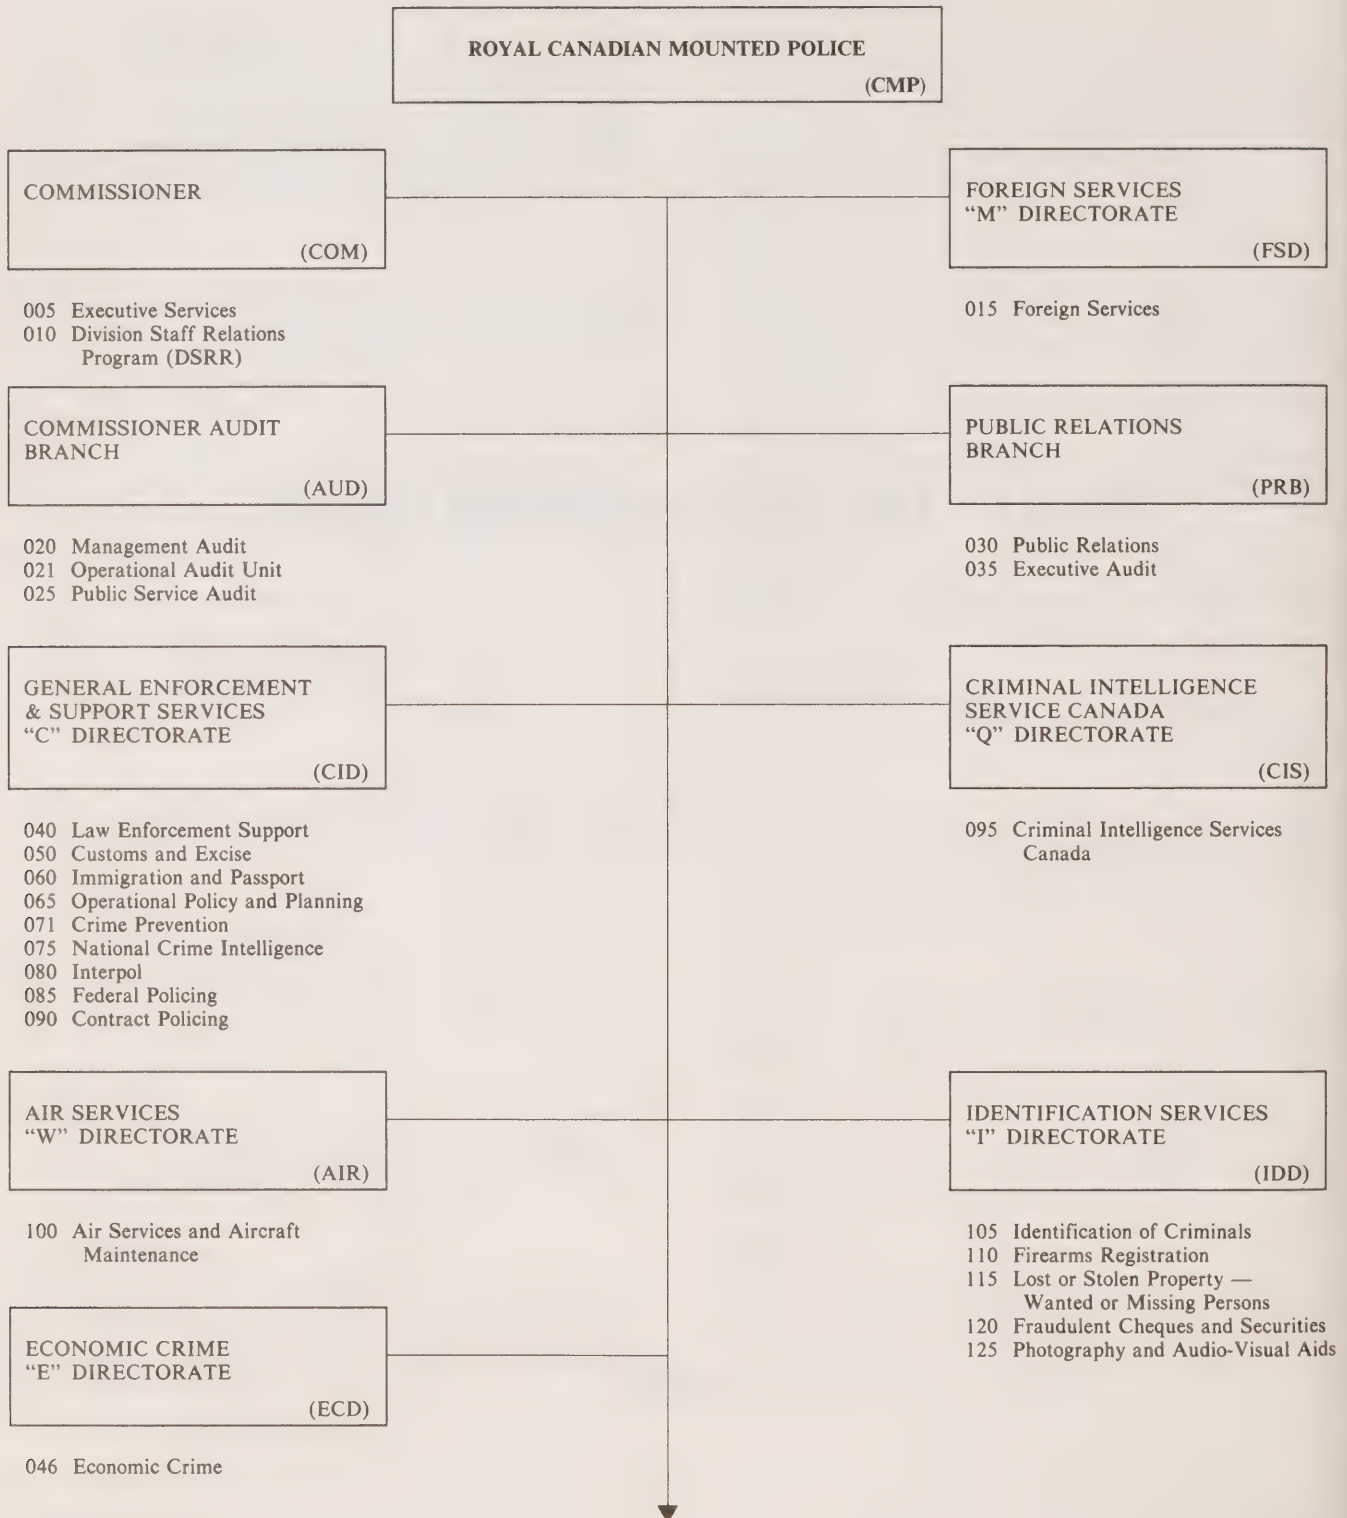 ROYAL CANADIAN MOUNTED POLICE
(CMP)
COMMISSIONER
(COM)
005 Executive Services
010 Division Staff Relations
Program (DSRR)
FOREIGN SERVICES
“M” DIRECTORATE
(FSD)
015 Foreign Services
COMMISSIONER AUDIT
BRANCH
(AUD)
020 Management Audit
021 Operational Audit Unit
025 Public Service Audit
PUBLIC RELATIONS
BRANCH
(PRB)
030 Public Relations
035 Executive Audit
GENERAL ENFORCEMENT
& SUPPORT SERVICES
“C” DIRECTORATE
(CID)
040 Law Enforcement Support
050 Customs and Excise
060 Immigration and Passport
065 Operational Policy and Planning
071 Crime Prevention
075 National Crime Intelligence
080 Interpol
085 Federal Policing
090 Contract Policing
CRIMINAL INTELLIGENCE
SERVICE CANADA
“Q” DIRECTORATE
(CIS)
095 Criminal Intelligence Services
Canada
AIR SERVICES
“W” DIRECTORATE
(AIR)
100 Air Services and Aircraft
Maintenance
IDENTIFICATION SERVICES
“I” DIRECTORATE
(IDD)
105 Identification of Criminals
110 Firearms Registration
115 Lost or Stolen Property —
Wanted or Missing Persons
120 Fraudulent Cheques and Securities
125 Photography and Audio-Visual Aids
ECONOMIC CRIME
“E” DIRECTORATE
(ECD)
046 Economic Crime